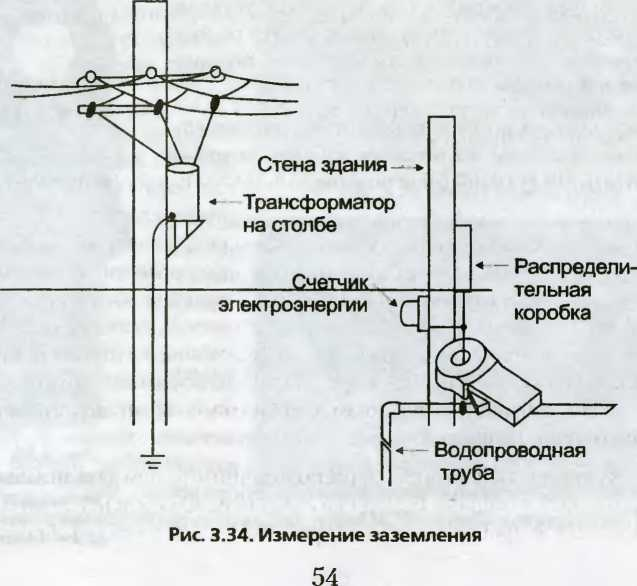 Стена здания
Трансформатор
на столбе
Распредели-
тельная
коробка
Счетчик
электроэнергии
Водопроводная
труба
Рис. 3.34. Измерение заземления
54